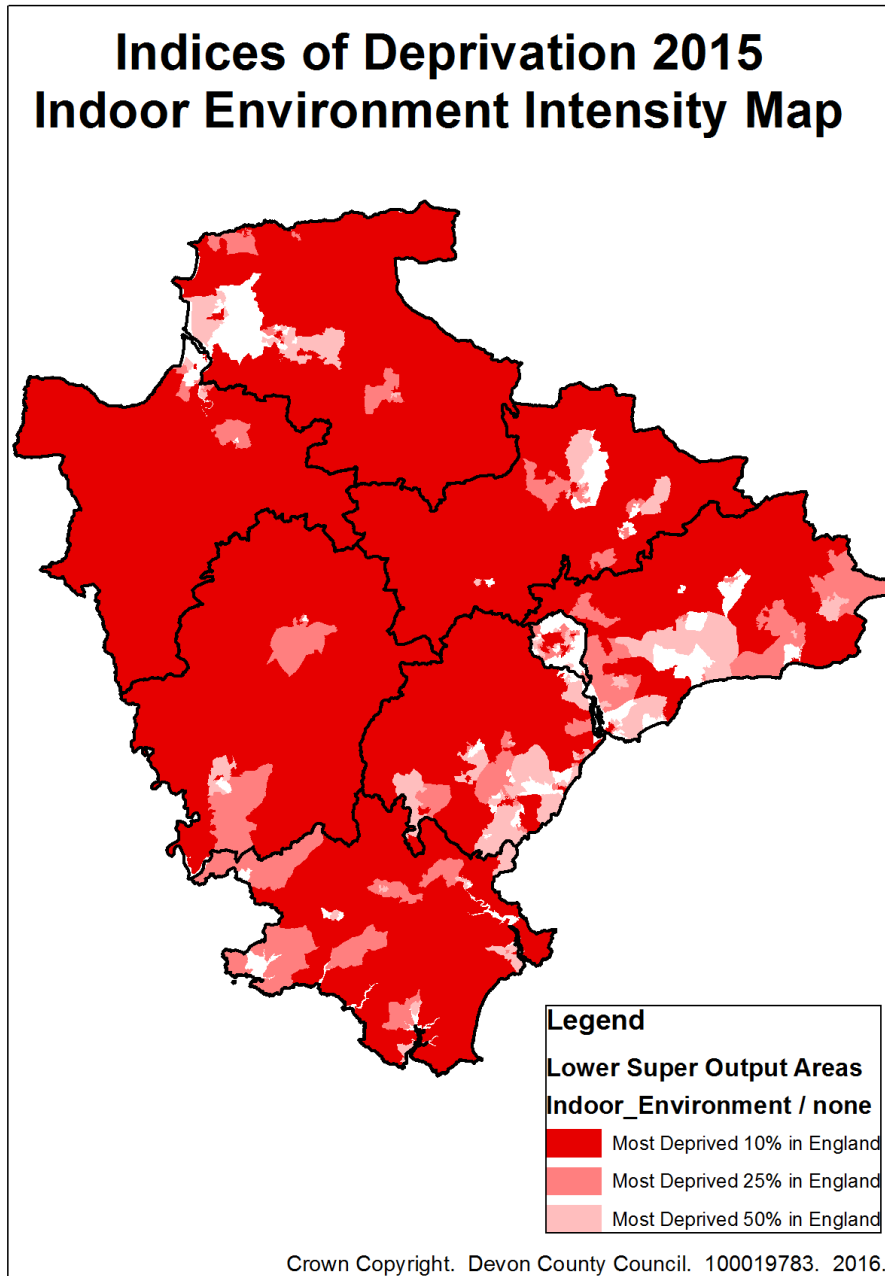 Indices of Deprivation 2015
Indoor Environment Intensity Map
Legend
Lower Super Output Areas
Indoor_Environment / none
Most Deprived 10% in England
Most Deprived 25% in England
Most Deprived 50% in England
Crown Copyright. Devon County Council. 100019783. 2016.